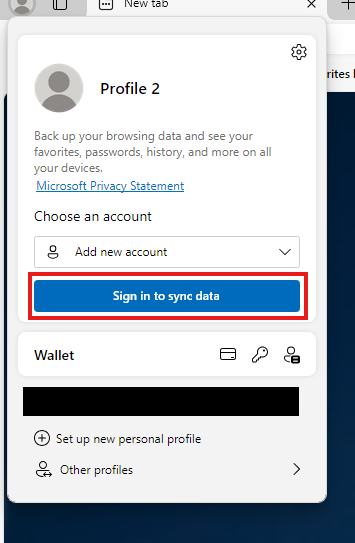 New tab
rites
Profile 2
Back up your browsing data and see your
favorites, passwords, history, and more on all
your devices.
Microsoft Privacy Statement
Choose an account
Add new account
Sign in to sync data
Wallet
Set up new personal profile
Other profiles